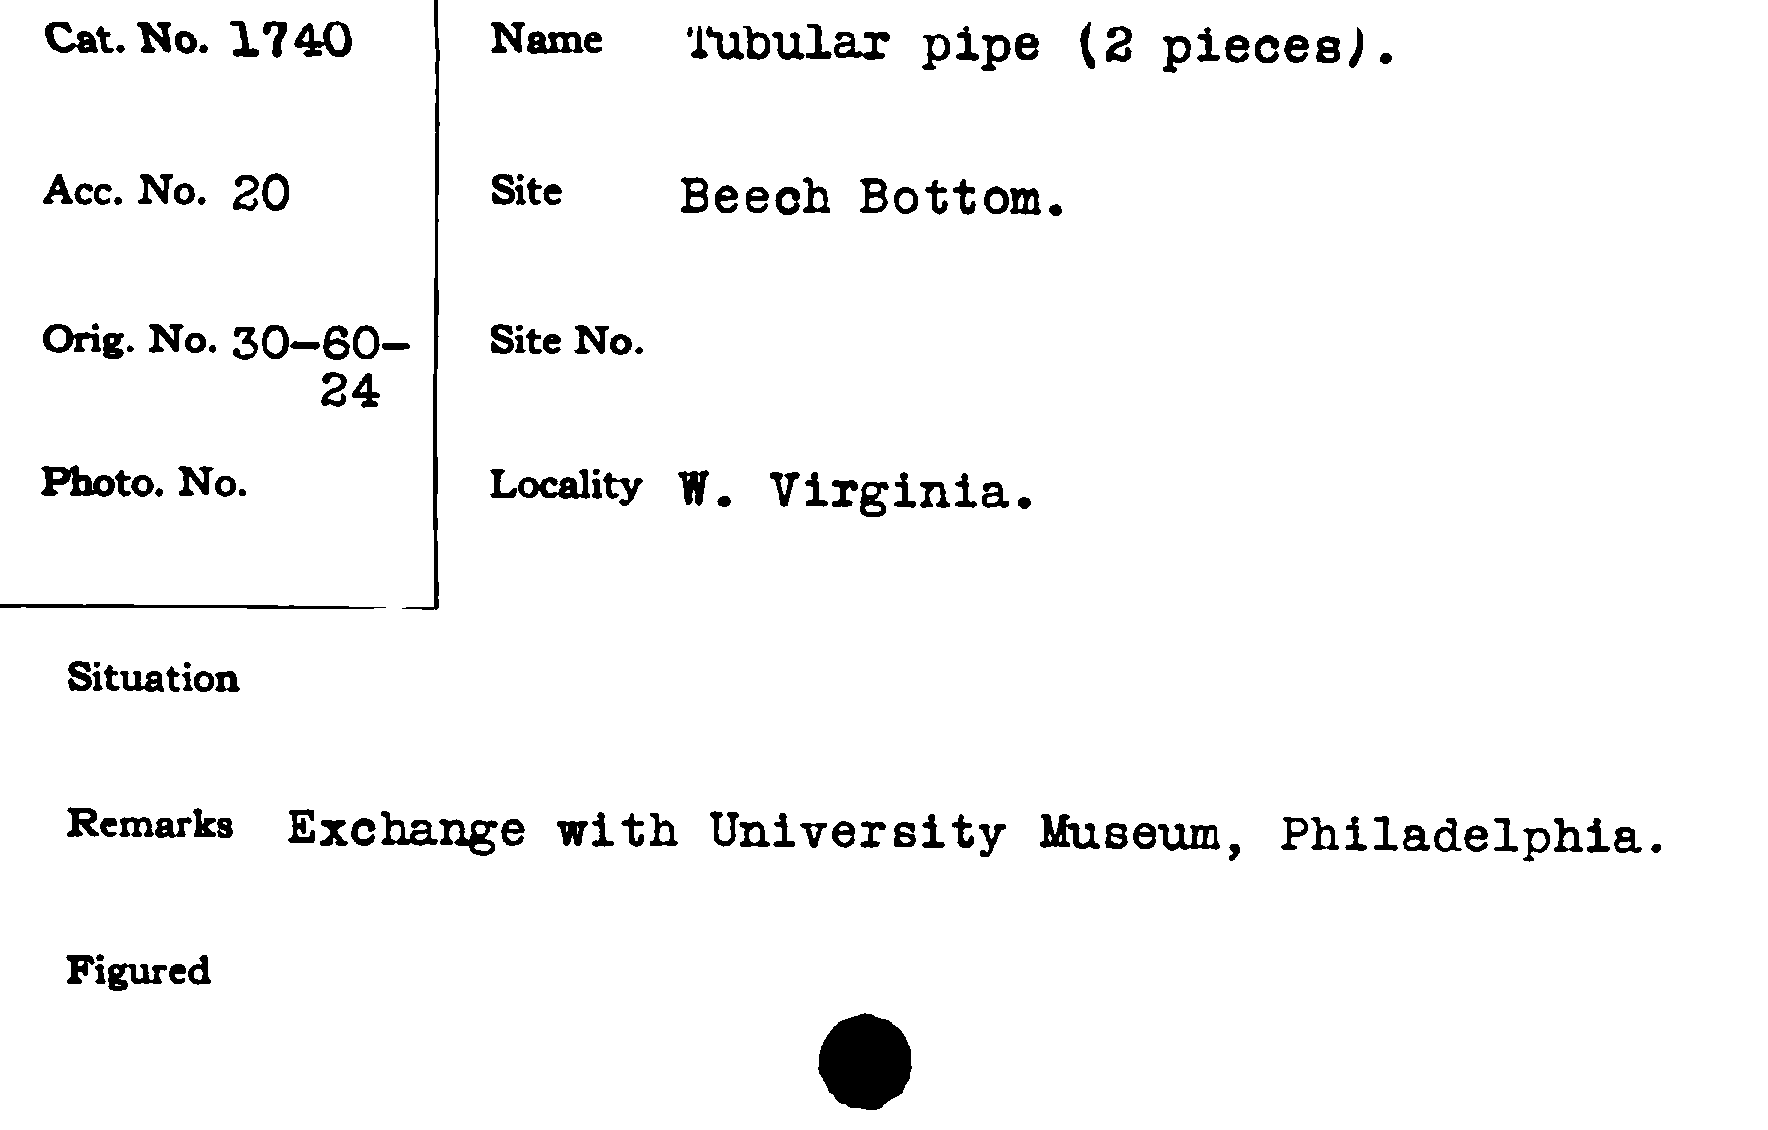 Cat. No. 1740
Name Tubular pipe (2 pieces).
Acc. No. 20
Site Beech Bottom.
Orig. No. 30-60-
24
Site No.
Photo. No.
Locality W. Virginia.
Situation
Remarks Exchange with University Museum, Philadelphia.
Figured